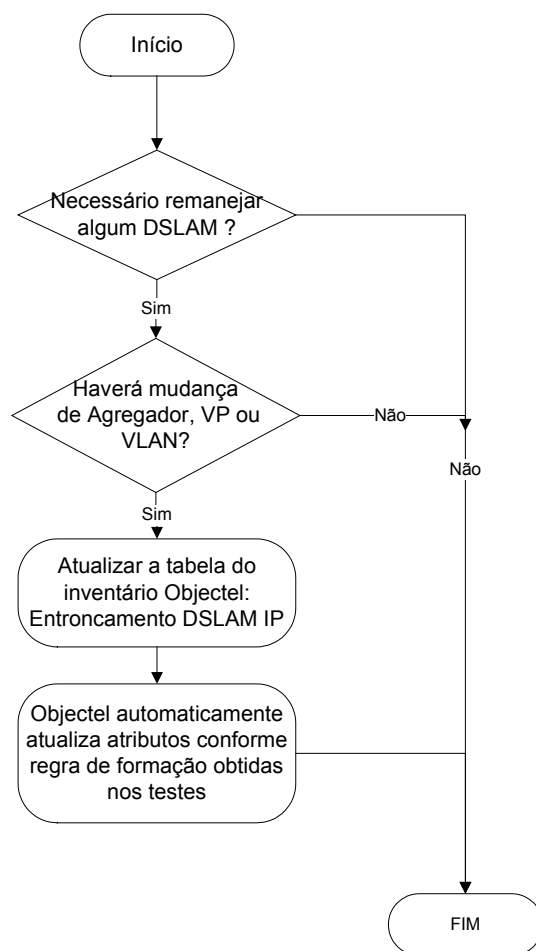 Início
Necessário remanejar
algum DSLAM ?
Sim
Haverá mudança
de Agregador, VP ou
VLAN?
Não
Não
Sim
Atualizar a tabela do
inventário Objectel:
Entroncamento DSLAM IP
Objectel automaticamente
atualiza atributos conforme
regra de formação obtidas
nos testes
FIM